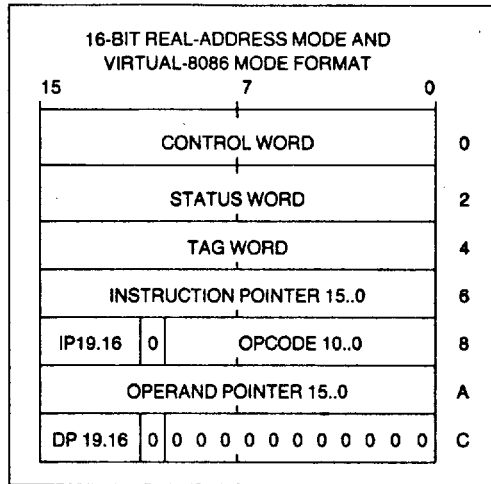 16-BIT REAL-ADDRESS MODE AND
VIRTUAL-8086 MODE FORMAT
15 7 0
CONTROL WORD 0
STATUS WORD 2
TAG WORD 4
INSTRUCTION POINTER 15..0 6
IP19.16 0 OPCODE 10..0 8
OPERAND POINTER 15..0 A
DP 19.16 0 0 0 0 0 0 0 0 0 0 0 0 C